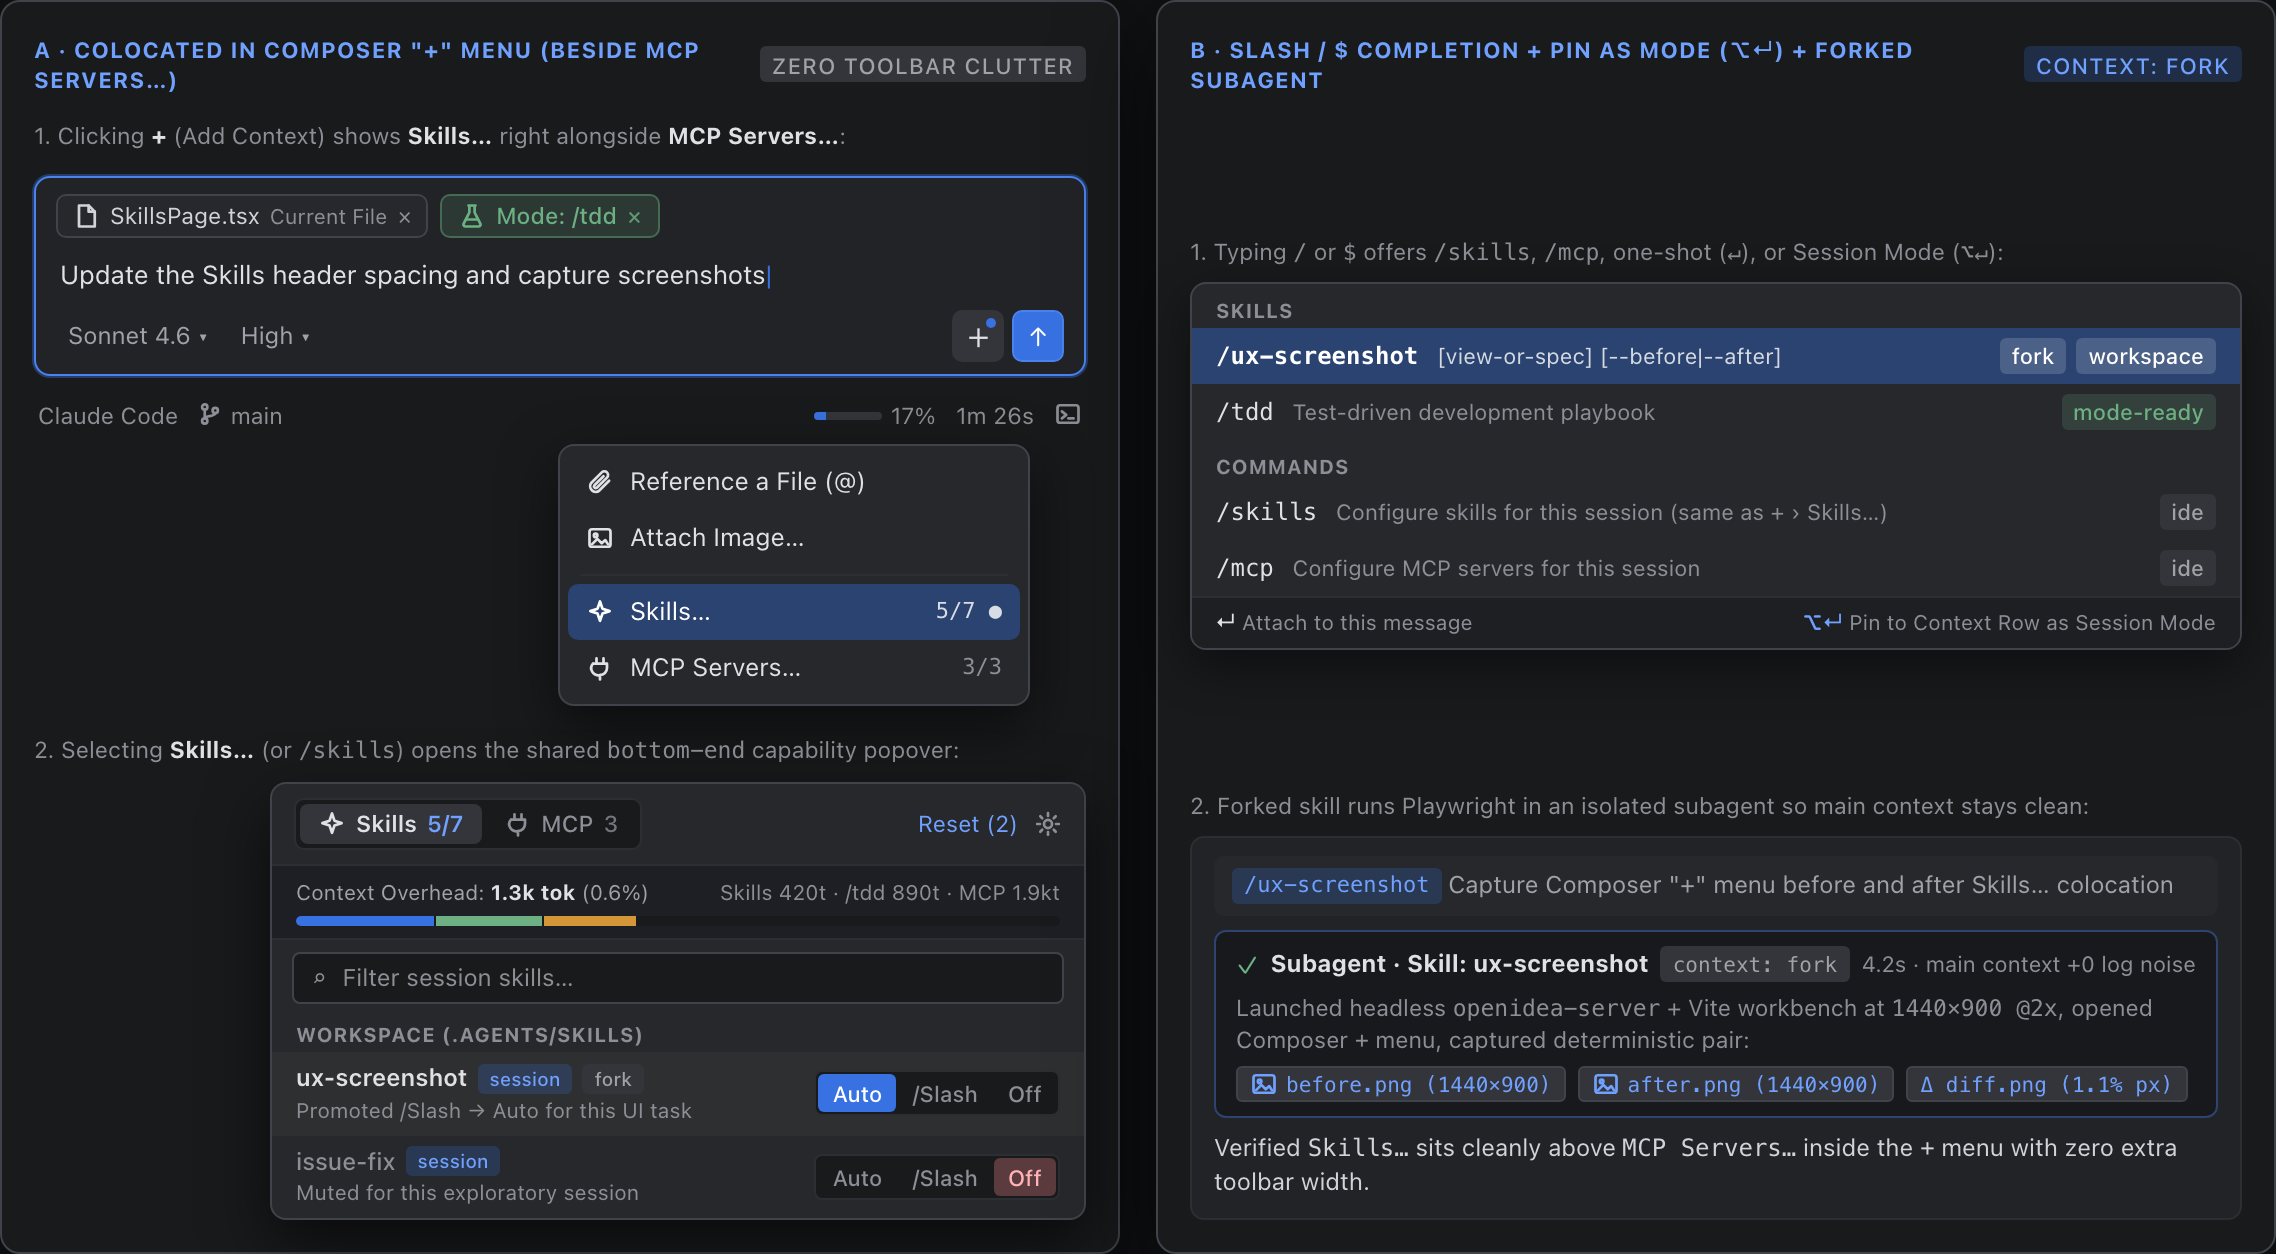 A · COLOCATED IN COMPOSER "+" MENU (BESIDE MCP
SERVERS…)
ZERO TOOLBAR CLUTTER
1. Clicking + (Add Context) shows Skills… right alongside MCP Servers…:
SkillsPage.tsx Current File ×
Mode: /tdd ×
Update the Skills header spacing and capture screenshots
Sonnet 4.6 ▾ High ▾
+ ↑
Claude Code main
17% 1m 26s
Reference a File (@)
Attach Image…
Skills… 5/7 ●
MCP Servers… 3/3
2. Selecting Skills… (or /skills) opens the shared bottom-end capability popover:
Skills 5/7 MCP 3
Reset (2)
Context Overhead: 1.3k tok (0.6%)
Skills 420t · /tdd 890t · MCP 1.9kt
Filter session skills…
WORKSPACE (.AGENTS/SKILLS)
ux-screenshot session fork
Promoted /Slash → Auto for this UI task
Auto /Slash Off
issue-fix session
Muted for this exploratory session
Auto /Slash Off
B · SLASH / $ COMPLETION + PIN AS MODE (⌥↵) + FORKED
SUBAGENT
CONTEXT: FORK
1. Typing / or $ offers /skills, /mcp, one-shot (↵), or Session Mode (⌥↵):
SKILLS
/ux-screenshot [view-or-spec] [--before|--after] fork workspace
/tdd Test-driven development playbook mode-ready
COMMANDS
/skills Configure skills for this session (same as + › Skills…) ide
/mcp Configure MCP servers for this session ide
↵ Attach to this message
⌥↵ Pin to Context Row as Session Mode
2. Forked skill runs Playwright in an isolated subagent so main context stays clean:
/ux-screenshot Capture Composer "+" menu before and after Skills… colocation
✓ Subagent · Skill: ux-screenshot context: fork 4.2s · main context +0 log noise
Launched headless openidea-server + Vite workbench at 1440×900 @2x, opened
Composer + menu, captured deterministic pair:
before.png (1440×900) after.png (1440×900) Δ diff.png (1.1% px)
Verified Skills… sits cleanly above MCP Servers… inside the + menu with zero extra
toolbar width.